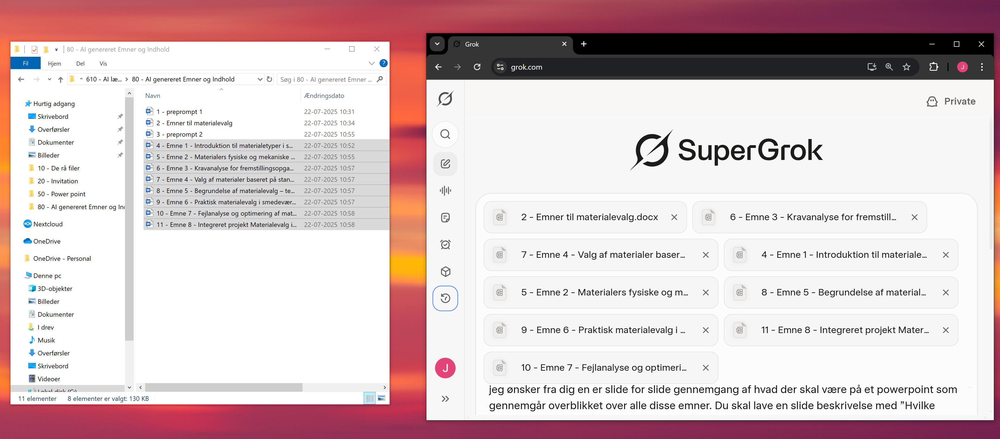 80 - AI genereret Emner og Indhold
Fil Hjem Del Vis
« 610 - AI læ... > 80 - AI genereret Emner og Indhold
Søg i 80 - AI genereret Emner ...
Hurtig adgang
Skrivebord
Overførsler
Dokumenter
Billeder
10 - De rå filer
20 - Invitation
50 - Power point
80 - AI genereret Emner og Ind
Nextcloud
OneDrive
OneDrive - Personal
Denne pc
3D-objekter
Billeder
Dokumenter
I drev
Musik
Overførsler
Skrivebord
Videoer
Lokal disk (C:)
Navn Ændringsdato
1 - preprompt 1 22-07-2025 10:31
2 - Emner til materialevalg 22-07-2025 10:34
3 - preprompt 2 22-07-2025 10:55
4 - Emne 1 - Introduktion til materialetyper i s... 22-07-2025 10:52
5 - Emne 2 - Materialers fysiske og mekaniske ... 22-07-2025 10:55
6 - Emne 3 - Kravanalyse for fremstillingsopga... 22-07-2025 10:57
7 - Emne 4 - Valg af materialer baseret på stan... 22-07-2025 10:57
8 - Emne 5 - Begrundelse af materialevalg – te... 22-07-2025 10:57
9 - Emne 6 - Praktisk materialevalg i smedevær... 22-07-2025 10:57
10 - Emne 7 - Fejlanalyse og optimering af mat... 22-07-2025 10:58
11 - Emne 8 - Integreret projekt Materialevalg i... 22-07-2025 10:58
11 elementer 8 elementer er valgt: 130 KB
Grok
grok.com
J
Private
SuperGrok
2 - Emner til materialevalg.docx
6 - Emne 3 - Kravanalyse for fremstill...
7 - Emne 4 - Valg af materialer baser...
4 - Emne 1 - Introduktion til materiale...
5 - Emne 2 - Materialers fysiske og m...
8 - Emne 5 - Begrundelse af material...
9 - Emne 6 - Praktisk materialevalg i ...
11 - Emne 8 - Integreret projekt Mater...
10 - Emne 7 - Fejlanalyse og optimeri...
J
jeg ønsker fra dig en er slide for slide gennemgang af hvad der skal være på et powerpoint som
gennemgår overblikket over alle disse emner. Du skal lave en slide beskrivelse med ”Hvilke